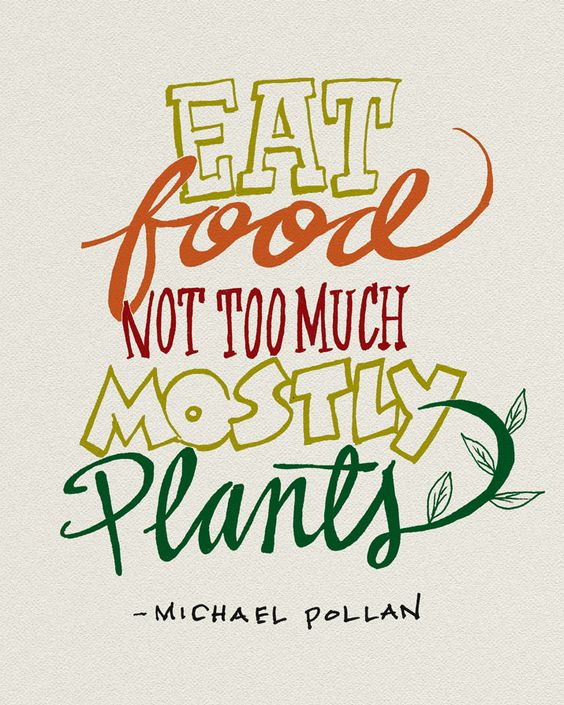 EAT
food
NOT TOO MUCH
MOSTLY
Plants
-MICHAEL POLLAN